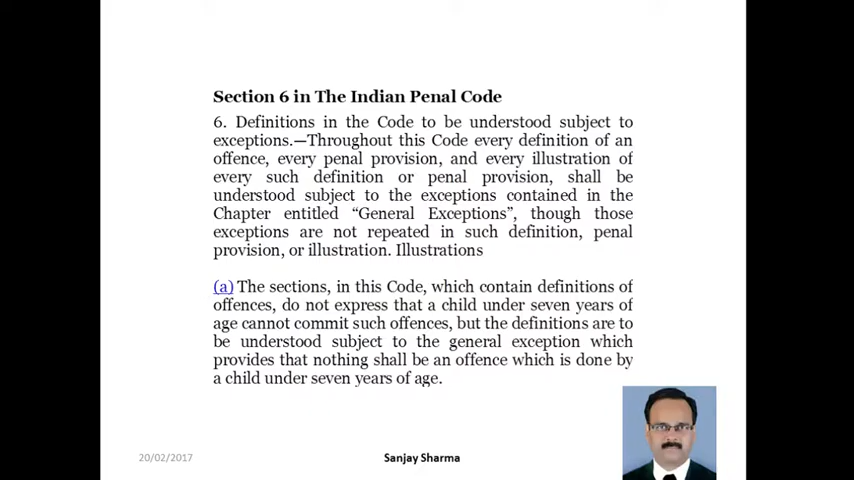 Section 6 in The Indian Penal Code
6. Definitions in the Code to be understood subject to
exceptions.—Throughout this Code every definition of an
offence, every penal provision, and every illustration of
every such definition or penal provision, shall be
understood subject to the exceptions contained in the
Chapter entitled “General Exceptions”, though those
exceptions are not repeated in such definition, penal
provision, or illustration. Illustrations
(a) The sections, in this Code, which contain definitions of
offences, do not express that a child under seven years of
age cannot commit such offences, but the definitions are to
be understood subject to the general exception which
provides that nothing shall be an offence which is done by
a child under seven years of age.
20/02/2017
Sanjay Sharma